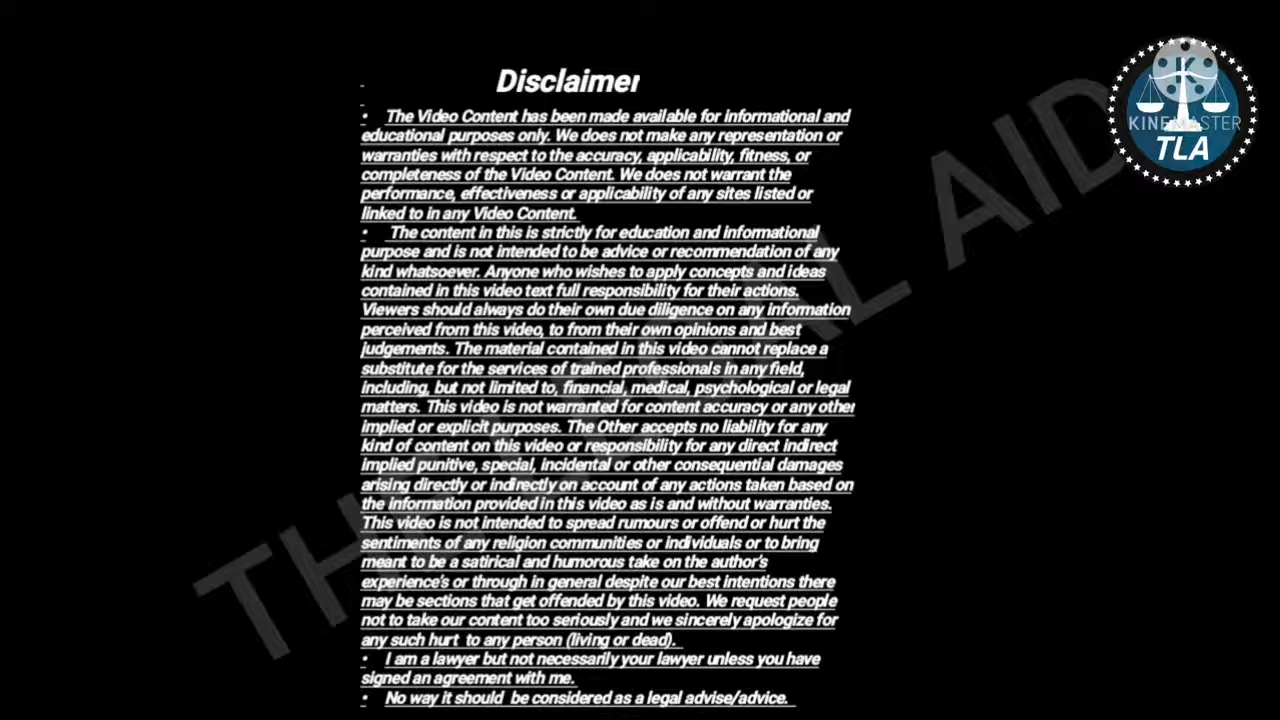 Disclaimer
• The Video Content has been made available for informational and
educational purposes only. We does not make any representation or
warranties with respect to the accuracy, applicability, fitness, or
completeness of the Video Content. We does not warrant the
performance, effectiveness or applicability of any sites listed or
linked to in any Video Content.
• The content in this is strictly for education and informational
purpose and is not intended to be advice or recommendation of any
kind whatsoever. Anyone who wishes to apply concepts and ideas
contained in this video text full responsibility for their actions.
Viewers should always do their own due diligence on any information
perceived from this video, to from their own opinions and best
judgements. The material contained in this video cannot replace a
substitute for the services of trained professionals in any field,
including, but not limited to, financial, medical, psychological or legal
matters. This video is not warranted for content accuracy or any other
implied or explicit purposes. The Other accepts no liability for any
kind of content on this video or responsibility for any direct indirect
implied punitive, special, incidental or other consequential damages
arising directly or indirectly on account of any actions taken based on
the information provided in this video as is and without warranties.
This video is not intended to spread rumours or offend or hurt the
sentiments of any religion communities or individuals or to bring
meant to be a satirical and humorous take on the author's
experience's or through in general despite our best intentions there
may be sections that get offended by this video. We request people
not to take our content too seriously and we sincerely apologize for
any such hurt to any person (living or dead).
• I am a lawyer but not necessarily your lawyer unless you have
signed an agreement with me.
• No way it should be considered as a legal advise/advice.
THE LEGAL AID
K
KINEMASTER
TLA